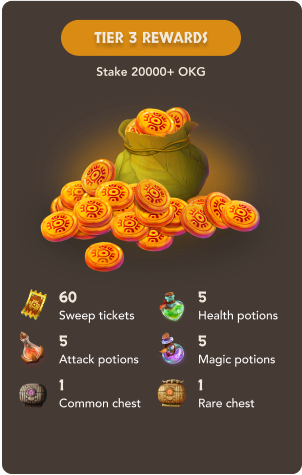 TIER 3 REWARDS
Stake 20000+ OKG
60
Sweep tickets
5
Health potions
5
Attack potions
5
Magic potions
1
Common chest
1
Rare chest